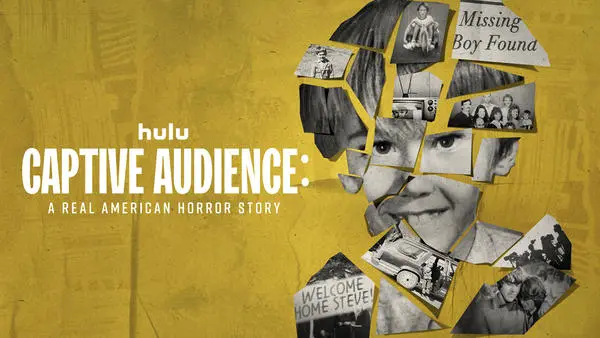 hulu
CAPTIVE AUDIENCE:
A REAL AMERICAN HORROR STORY
Missing
Boy Found
WELCOME
HOME STEVE!